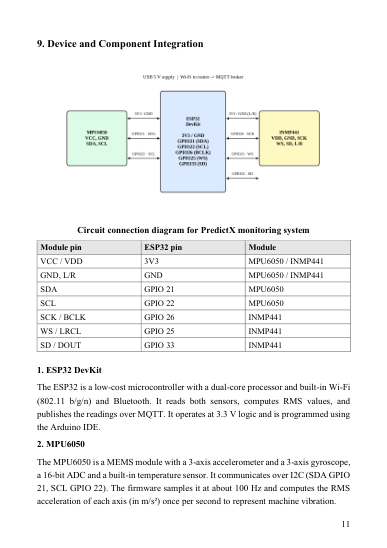 9. Device and Component Integration
USB 5 V supply | Wi-Fi to router -> MQTT broker
MPU6050
VCC, GND
SDA, SCL
3V3 / GND
ESP32
DevKit
3V3 / GND
GPIO21 (SDA)
GPIO22 (SCL)
GPIO26 (BCLK)
GPIO25 (WS)
GPIO33 (SD)
3V3 / GND (L/R)
INMP441
VDD, GND, SCK
WS, SD, L/R
Circuit connection diagram for PredictX monitoring system
Module pin ESP32 pin Module
VCC / VDD 3V3 MPU6050 / INMP441
GND, L/R GND MPU6050 / INMP441
SDA GPIO 21 MPU6050
SCL GPIO 22 MPU6050
SCK / BCLK GPIO 26 INMP441
WS / LRCL GPIO 25 INMP441
SD / DOUT GPIO 33 INMP441
1. ESP32 DevKit
The ESP32 is a low-cost microcontroller with a dual-core processor and built-in Wi-Fi
(802.11 b/g/n) and Bluetooth. It reads both sensors, computes RMS values, and
publishes the readings over MQTT. It operates at 3.3 V logic and is programmed using
the Arduino IDE.
2. MPU6050
The MPU6050 is a MEMS module with a 3-axis accelerometer and a 3-axis gyroscope,
a 16-bit ADC and a built-in temperature sensor. It communicates over I2C (SDA GPIO
21, SCL GPIO 22). The firmware samples it at about 100 Hz and computes the RMS
acceleration of each axis (in m/s²) once per second to represent machine vibration.
11